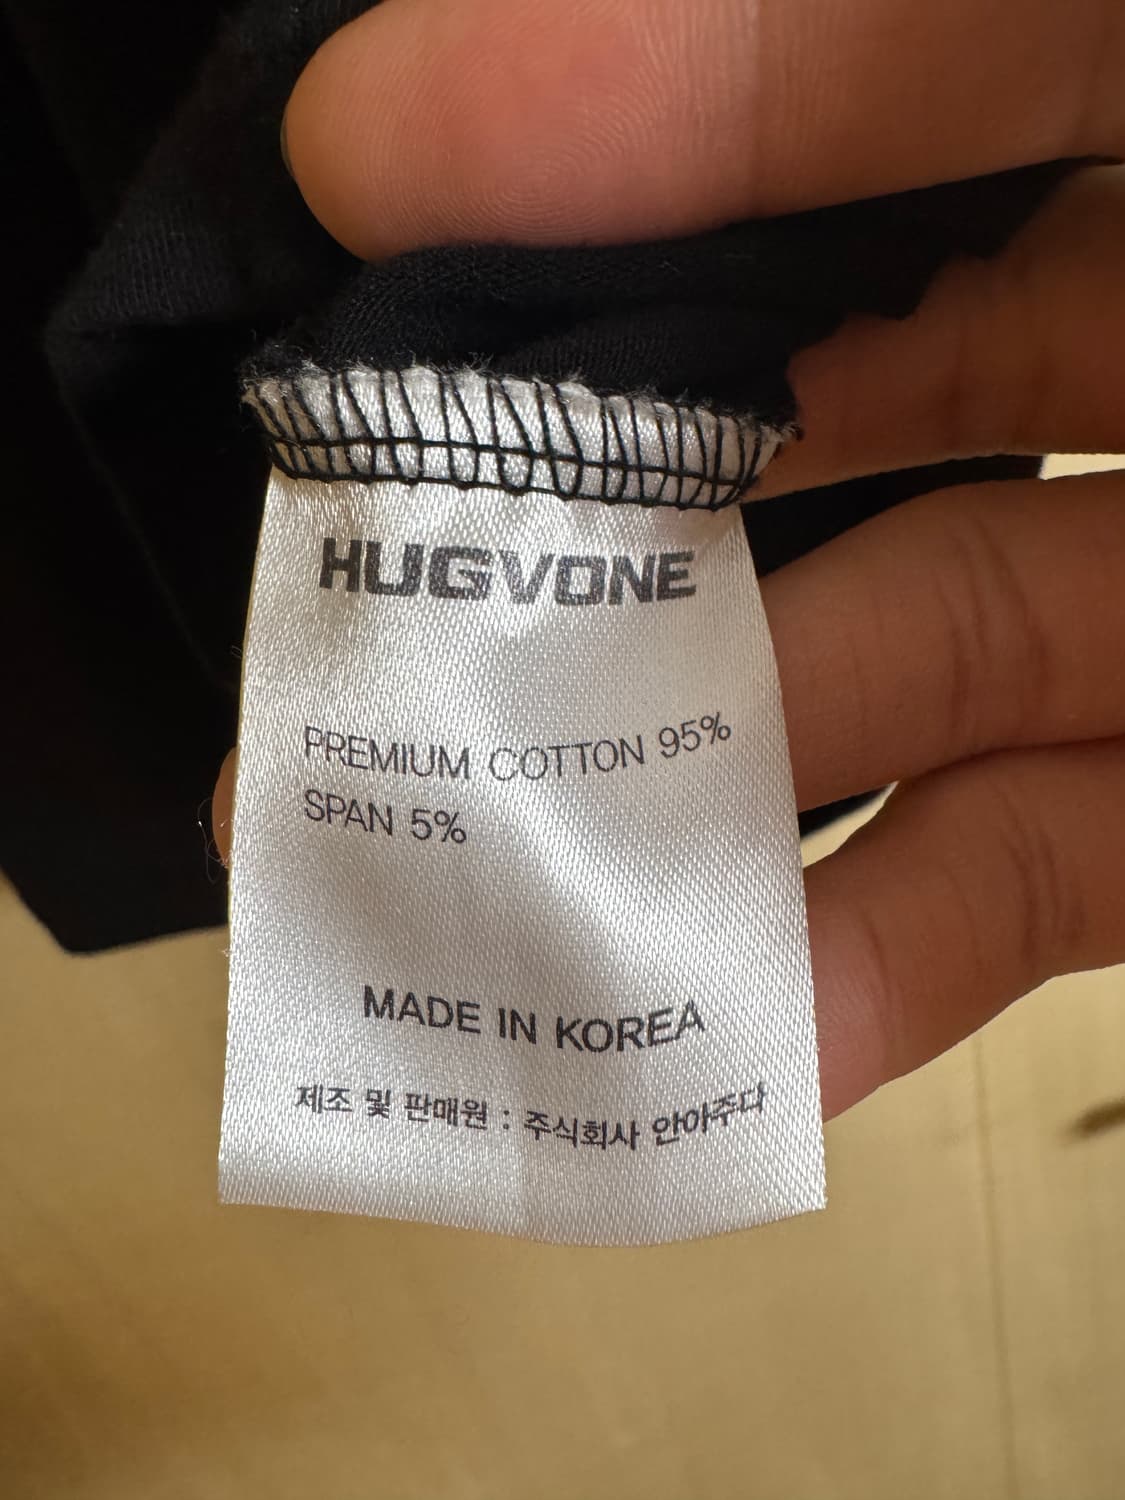 HUGVONE
PREMIUM COTTON 95%
SPAN 5%
MADE IN KOREA
제조 및 판매원 : 주식회사 안아주다